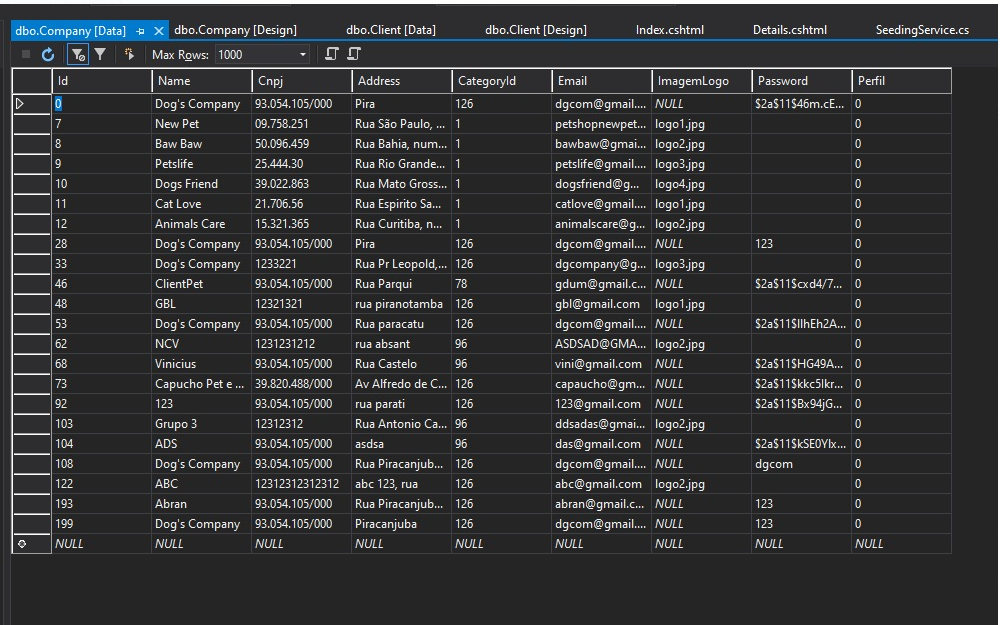 dbo.Company [Data] dbo.Company [Design] dbo.Client [Data] dbo.Client [Design] Index.cshtml Details.cshtml SeedingService.cs
Max Rows: 1000
Id Name Cnpj Address CategoryId Email ImagemLogo Password Perfil
0 Dog's Company 93.054.105/000 Pira 126 dgcom@gmail.... NULL $2a$11$46m.cE... 0
7 New Pet 09.758.251 Rua São Paulo, ... 1 petshopnewpet... logo1.jpg 0
8 Baw Baw 50.096.459 Rua Bahia, num... 1 bawbaw@gmai... logo2.jpg 0
9 Petslife 25.444.30 Rua Rio Grande... 1 petslife@gmai... logo3.jpg 0
10 Dogs Friend 39.022.863 Rua Mato Gross... 1 dogsfriend@g... logo4.jpg 0
11 Cat Love 21.706.56 Rua Espirito Sa... 1 catlove@gmail.... logo1.jpg 0
12 Animals Care 15.321.365 Rua Curitiba, n... 1 animalscare@g... logo2.jpg 0
28 Dog's Company 93.054.105/000 Pira 126 dgcom@gmail.... NULL 123 0
33 Dog's Company 1233221 Rua Pr Leopold,... 126 dgcompany@g... logo3.jpg 0
46 ClientPet 93.054.105/000 Rua Parqui 78 gdum@gmail.c... NULL $2a$11$cxd4/7... 0
48 GBL 12321321 rua piranotamba 126 gbl@gmail.com logo1.jpg 0
53 Dog's Company 93.054.105/000 Rua paracatu 126 dgcom@gmail.... NULL $2a$11$IlhEh2A... 0
62 NCV 1231231212 rua absant 96 ASDSAD@GMA... logo2.jpg 0
68 Vinicius 93.054.105/000 Rua Castelo 96 vini@gmail.com NULL $2a$11$HG49A... 0
73 Capucho Pet e ... 39.820.488/000 Av Alfredo de C... 126 capaucho@gm... NULL $2a$11$kkc5lkr... 0
92 123 93.054.105/000 rua parati 126 123@gmail.com NULL $2a$11$Bx94jG... 0
103 Grupo 3 12312312 Rua Antonio Ca... 96 ddsadas@gmai... logo2.jpg 0
104 ADS 93.054.105/000 asdsa 96 das@gmail.com NULL $2a$11$kSE0YIx... 0
108 Dog's Company 93.054.105/000 Rua Piracanjub... 126 dgcom@gmail.... NULL dgcom 0
122 ABC 12312312312312 abc 123, rua 126 abc@gmail.com logo2.jpg 0
193 Abran 93.054.105/000 Rua Piracanjub... 126 abran@gmail.c... NULL 123 0
199 Dog's Company 93.054.105/000 Piracanjuba 126 dgcom@gmail.... NULL 123 0
NULL NULL NULL NULL NULL NULL NULL NULL NULL